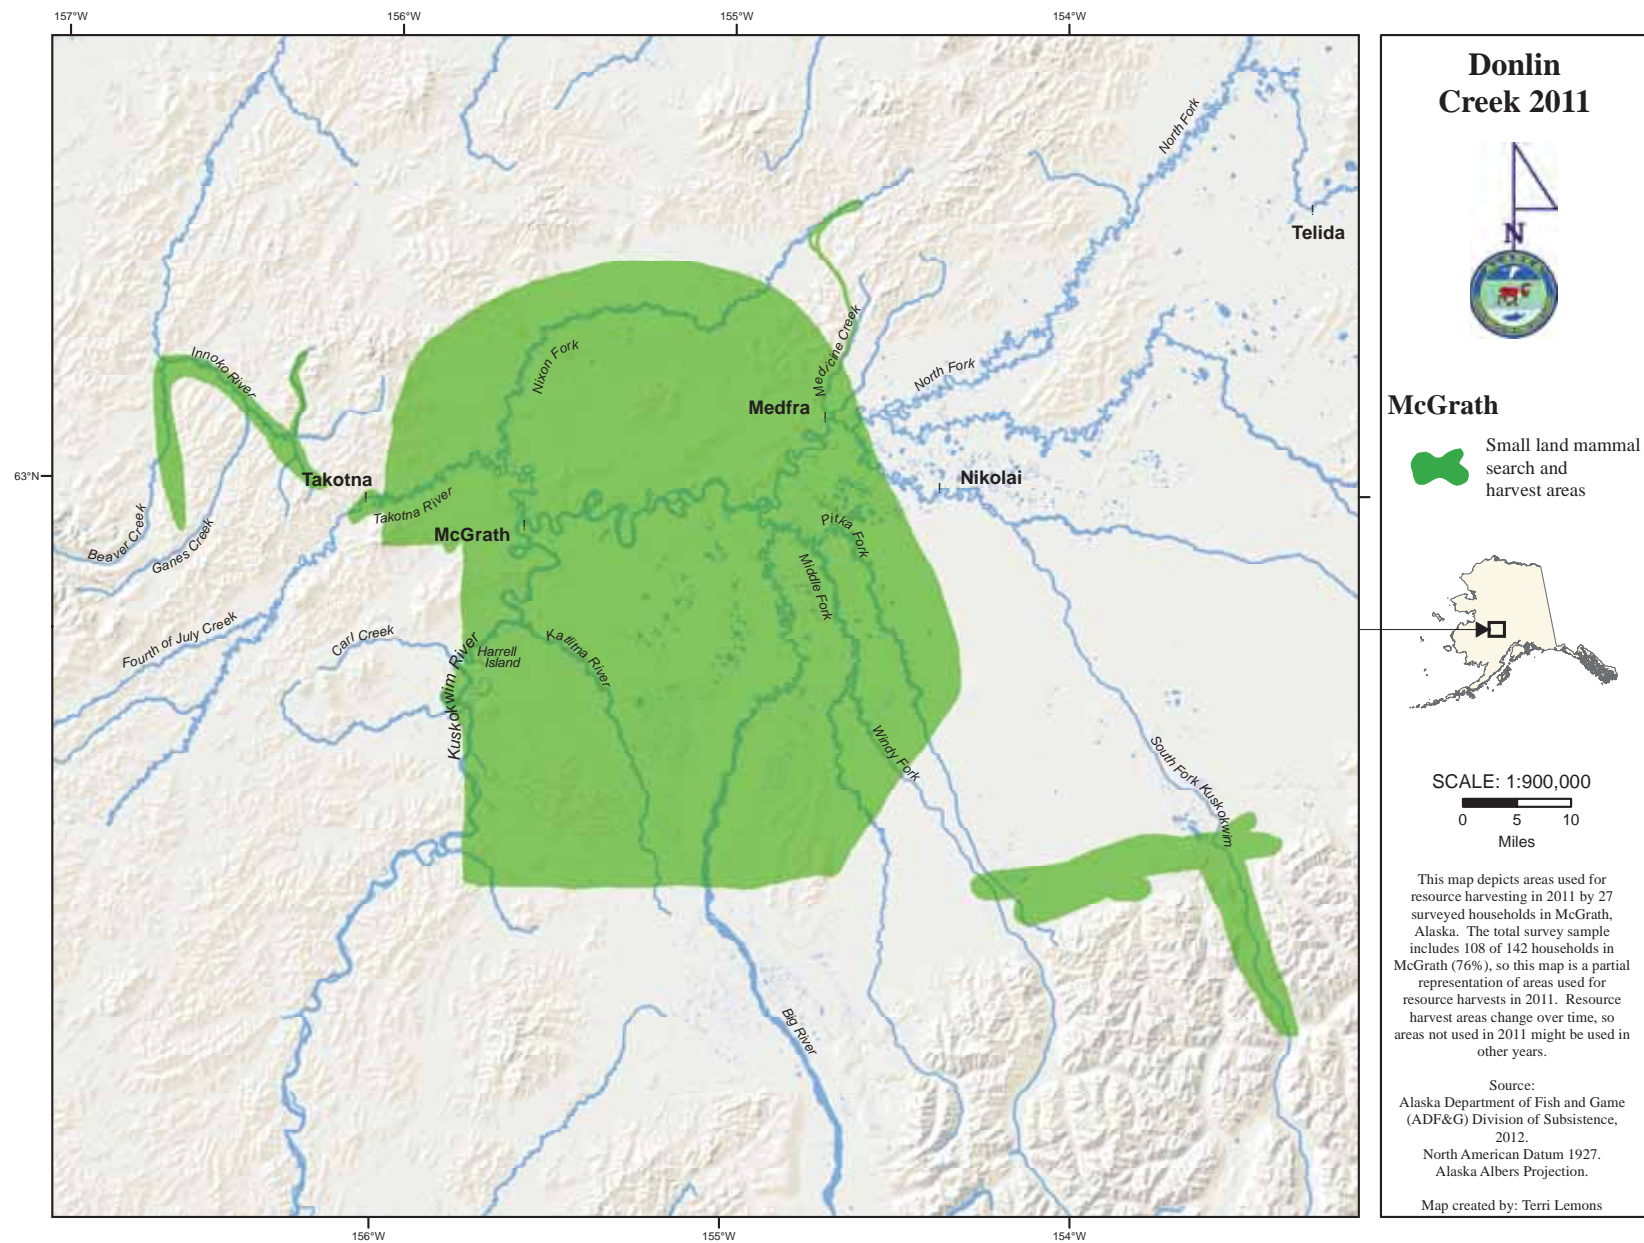 157°W
156°W
155°W
154°W
63°N
North Fork
Telida
Innoko River
Nixon Fork
Medicine Creek
North Fork
Medfra
Takotna
Nikolai
Takotna River
McGrath
Pitka Fork
Middle Fork
Beaver Creek
Ganes Creek
Fourth of July Creek
Carl Creek
Kuskokwim River
Harrell
Island
Katlitna River
Windy Fork
South Fork Kuskokwim
Big River
156°W
155°W
154°W
Donlin
Creek 2011
N
McGrath
Small land mammal
search and
harvest areas
SCALE: 1:900,000
0 5 10
Miles
This map depicts areas used for
resource harvesting in 2011 by 27
surveyed households in McGrath,
Alaska. The total survey sample
includes 108 of 142 households in
McGrath (76%), so this map is a partial
representation of areas used for
resource harvests in 2011. Resource
harvest areas change over time, so
areas not used in 2011 might be used in
other years.
Source:
Alaska Department of Fish and Game
(ADF&G) Division of Subsistence,
2012.
North American Datum 1927.
Alaska Albers Projection.
Map created by: Terri Lemons